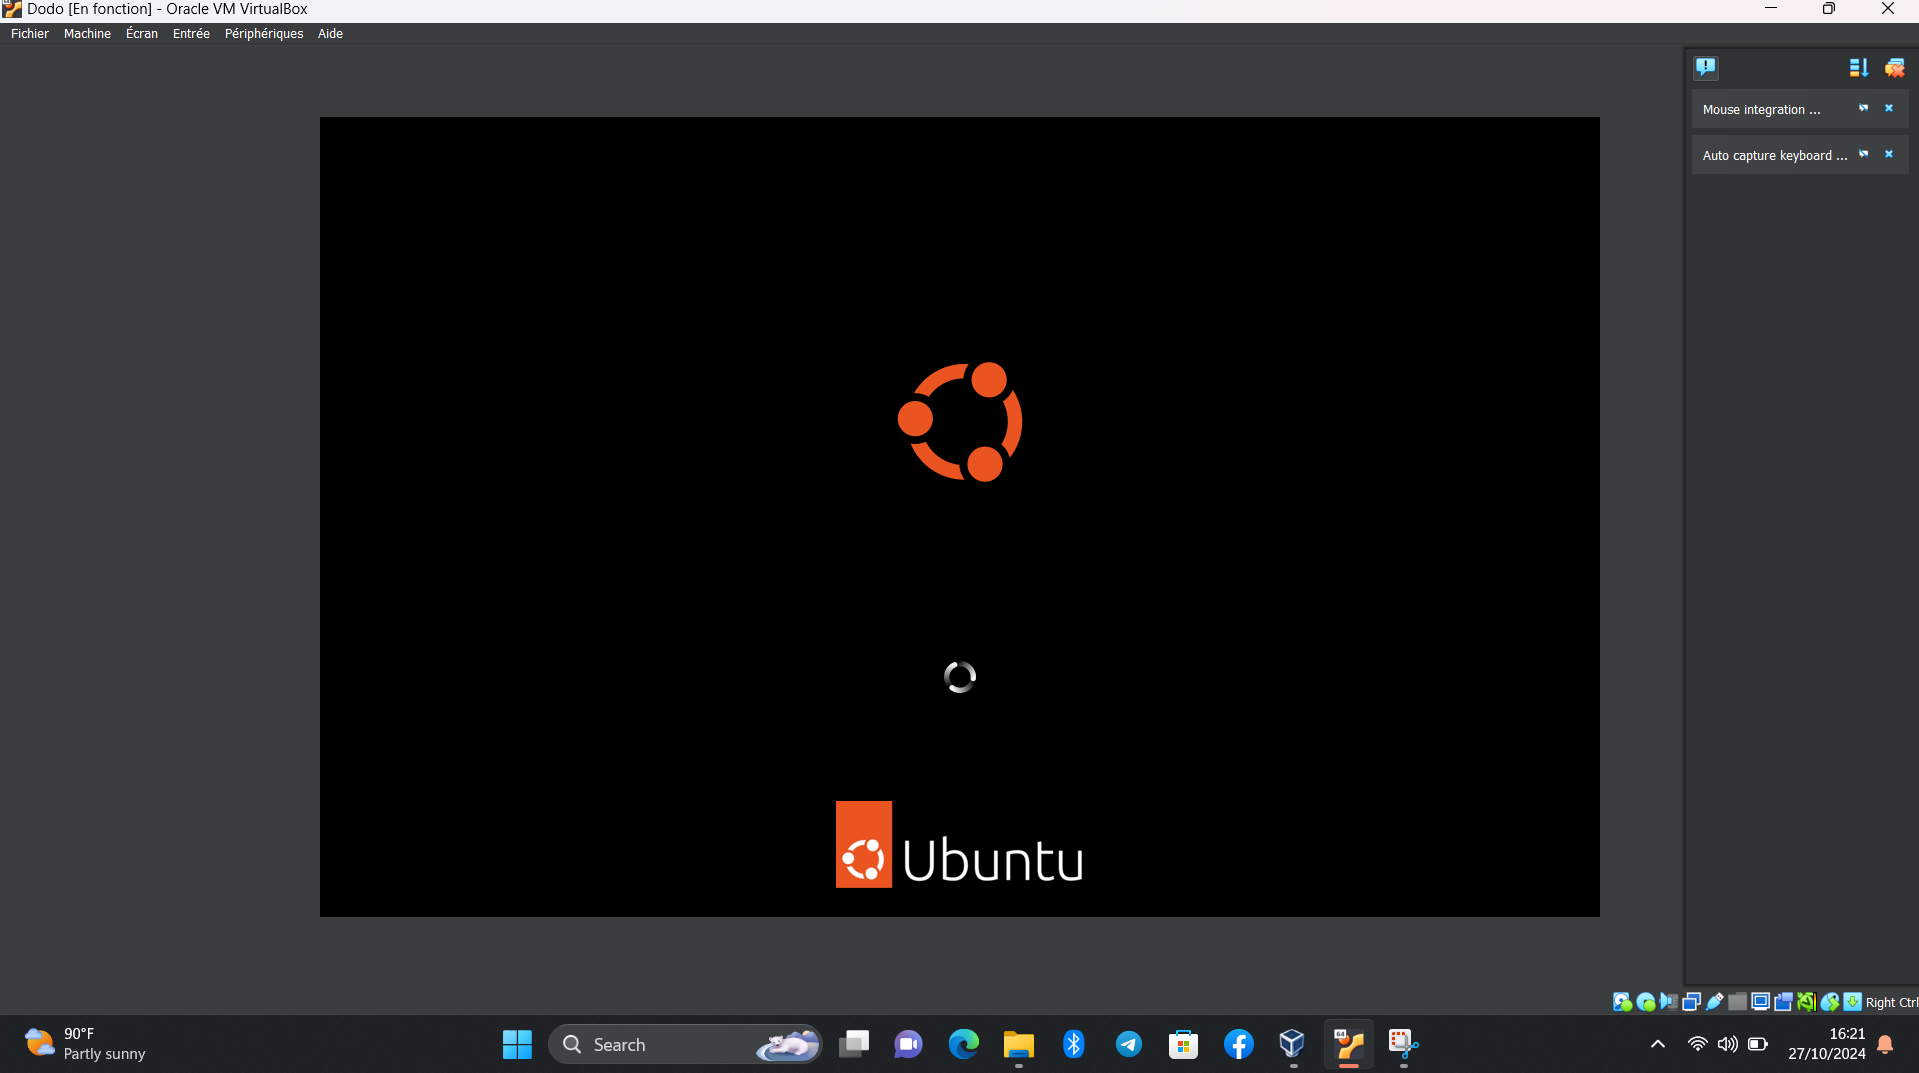 Dodo [En fonction] - Oracle VM VirtualBox
Fichier Machine Écran Entrée Périphériques Aide
Mouse integration ...
Auto capture keyboard ...
Ubuntu
Right Ctrl
90°F
Partly sunny
Search
64
16:21
27/10/2024